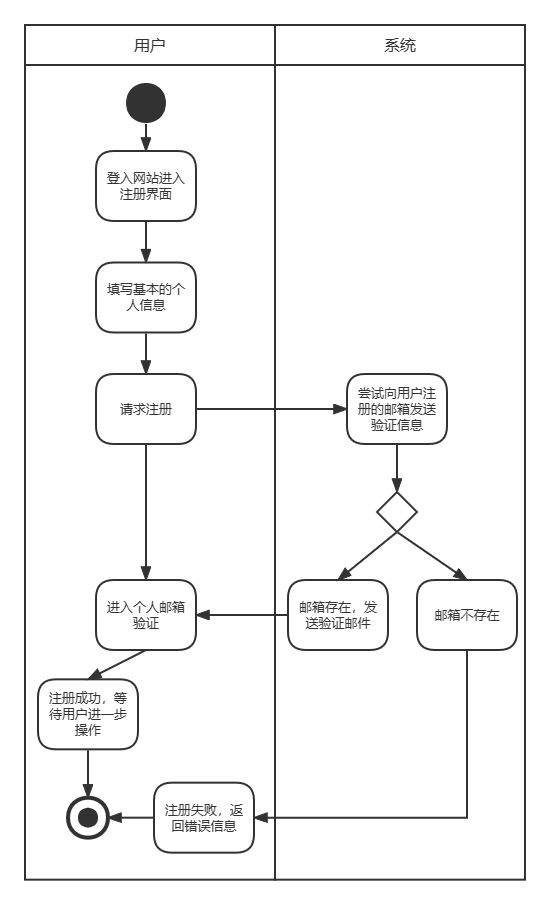 用户
系统
登入网站进入
注册界面
填写基本的个
人信息
请求注册
尝试向用户注
册的邮箱发送
验证信息
进入个人邮箱
验证
邮箱存在，发
送验证邮件
邮箱不存在
注册成功，等
待用户进一步
操作
注册失败，返
回错误信息